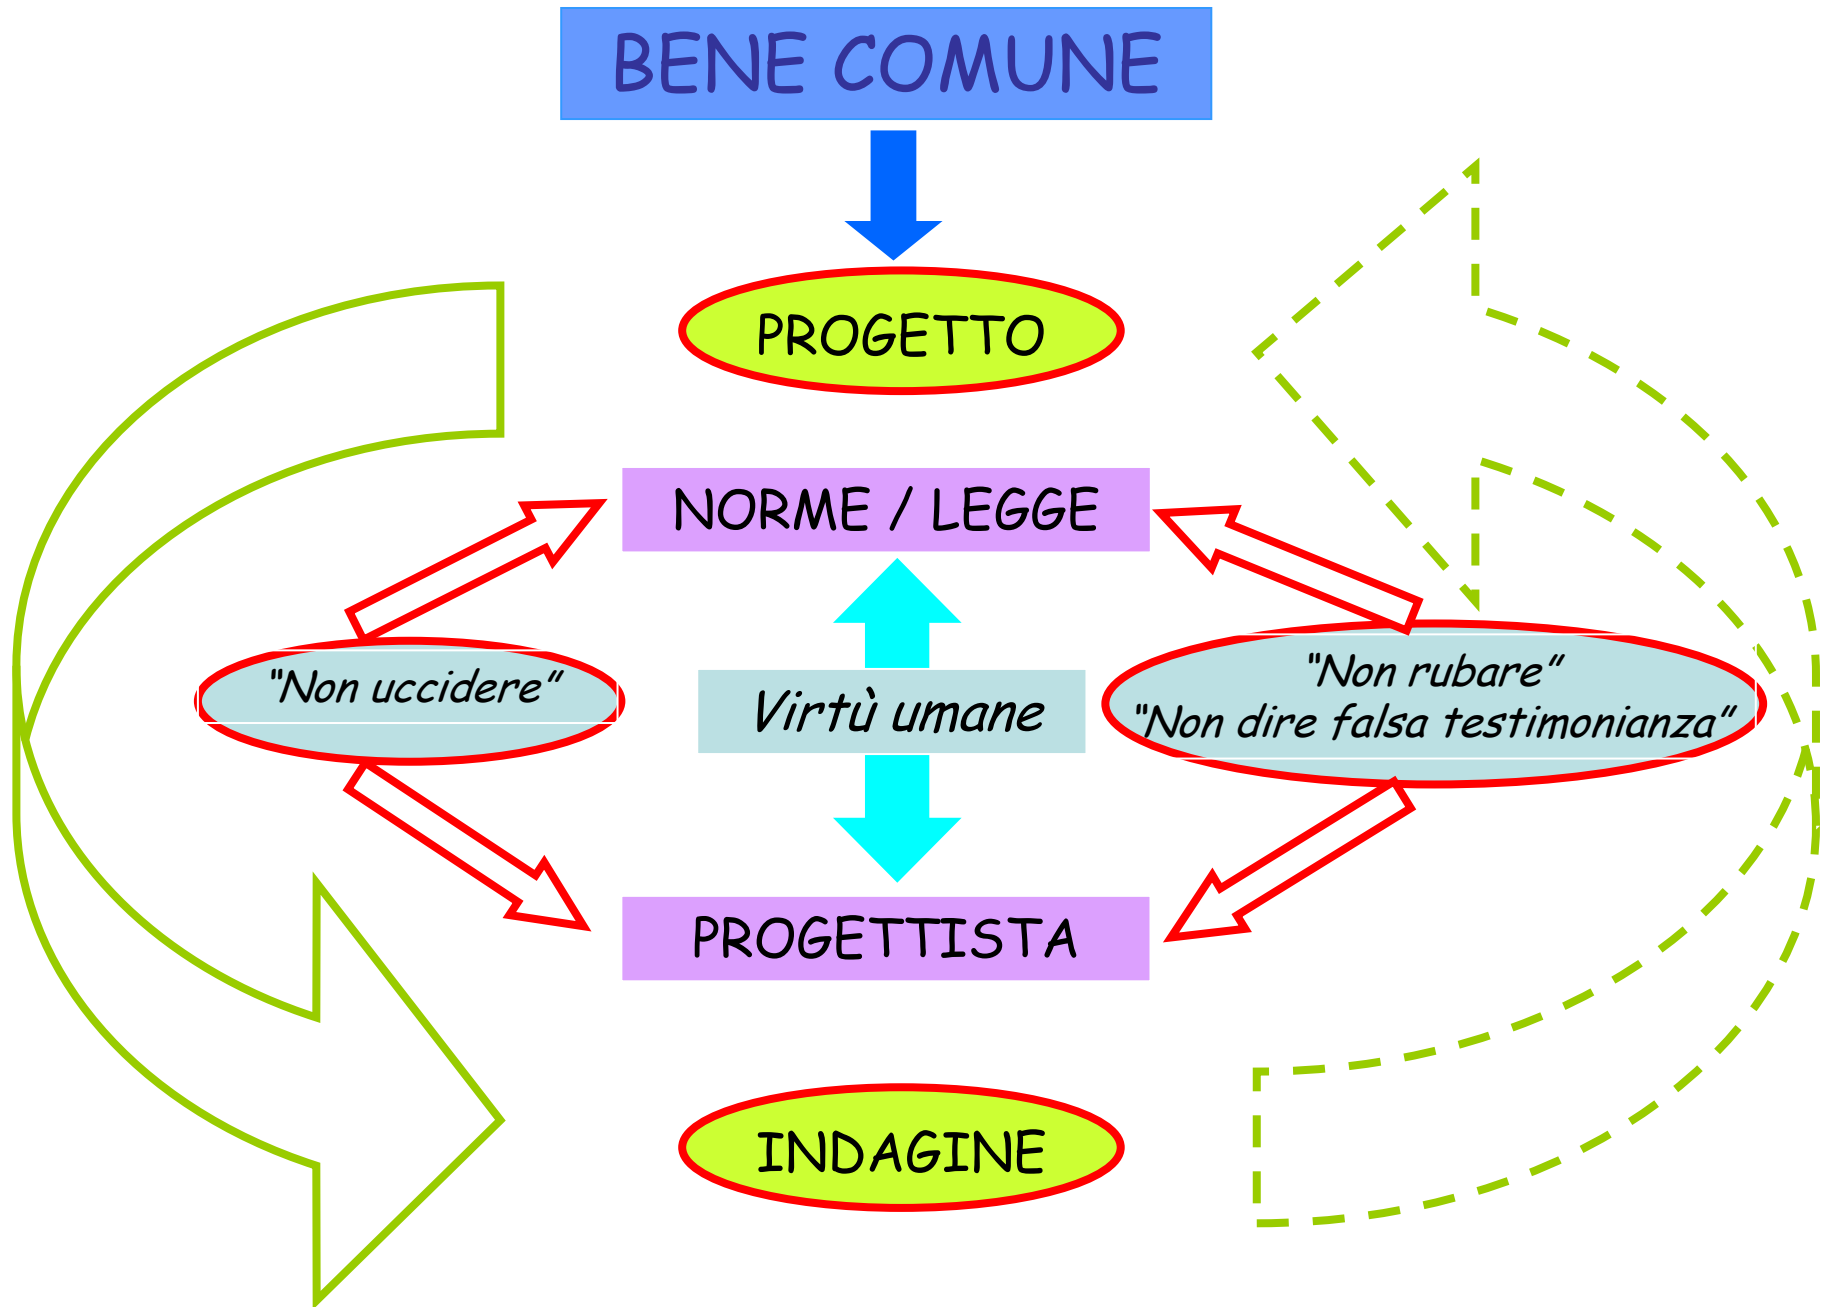 BENE COMUNE
PROGETTO
NORME / LEGGE
"Non uccidere"
Virtù umane
"Non rubare"
"Non dire falsa testimonianza"
PROGETTISTA
INDAGINE